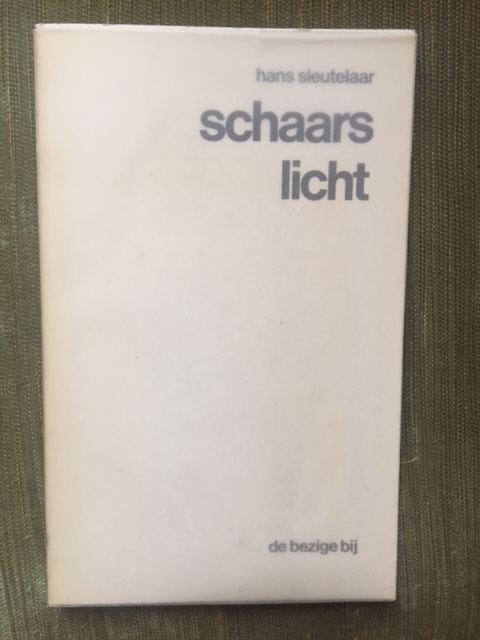 hans sleutelaar
schaars
licht
de bezige bij